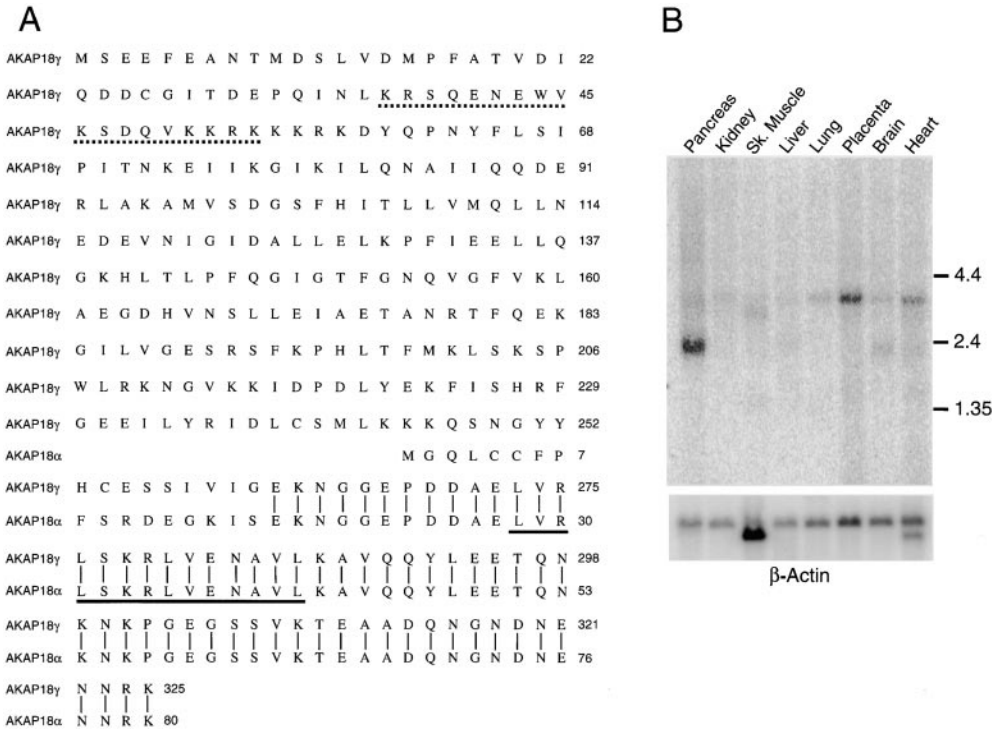 A
AKAP18γ M S E E F E A N T M D S L V D M P F A T V D I 22
AKAP18γ Q D D C G I T D E P Q I N L K R S Q E N E W V 45
AKAP18γ K S D Q V K K R K K K R K D Y Q P N Y F L S I 68
AKAP18γ P I T N K E I I K G I K I L Q N A I I Q Q D E 91
AKAP18γ R L A K A M V S D G S F H I T L L V M Q L L N 114
AKAP18γ E D E V N I G I D A L L E L K P F I E E L L Q 137
AKAP18γ G K H L T L P F Q G I G T F G N Q V G F V K L 160
AKAP18γ A E G D H V N S L L E I A E T A N R T F Q E K 183
AKAP18γ G I L V G E S R S F K P H L T F M K L S K S P 206
AKAP18γ W L R K N G V K K I D P D L Y E K F I S H R F 229
AKAP18γ G E E I L Y R I D L C S M L K K K Q S N G Y Y 252
AKAP18α M G Q L C C F P 7
AKAP18γ H C E S S I V I G E K N G G E P D D A E L V R 275
AKAP18α F S R D E G K I S E K N G G E P D D A E L V R 30
AKAP18γ L S K R L V E N A V L K A V Q Q Y L E E T Q N 298
AKAP18α L S K R L V E N A V L K A V Q Q Y L E E T Q N 53
AKAP18γ K N K P G E G S S V K T E A A D Q N G N D N E 321
AKAP18α K N K P G E G S S V K T E A A D Q N G N D N E 76
AKAP18γ N N R K 325
AKAP18α N N R K 80
B
Pancreas
Kidney
Sk. Muscle
Liver
Lung
Placenta
Brain
Heart
4.4
2.4
1.35
β-Actin